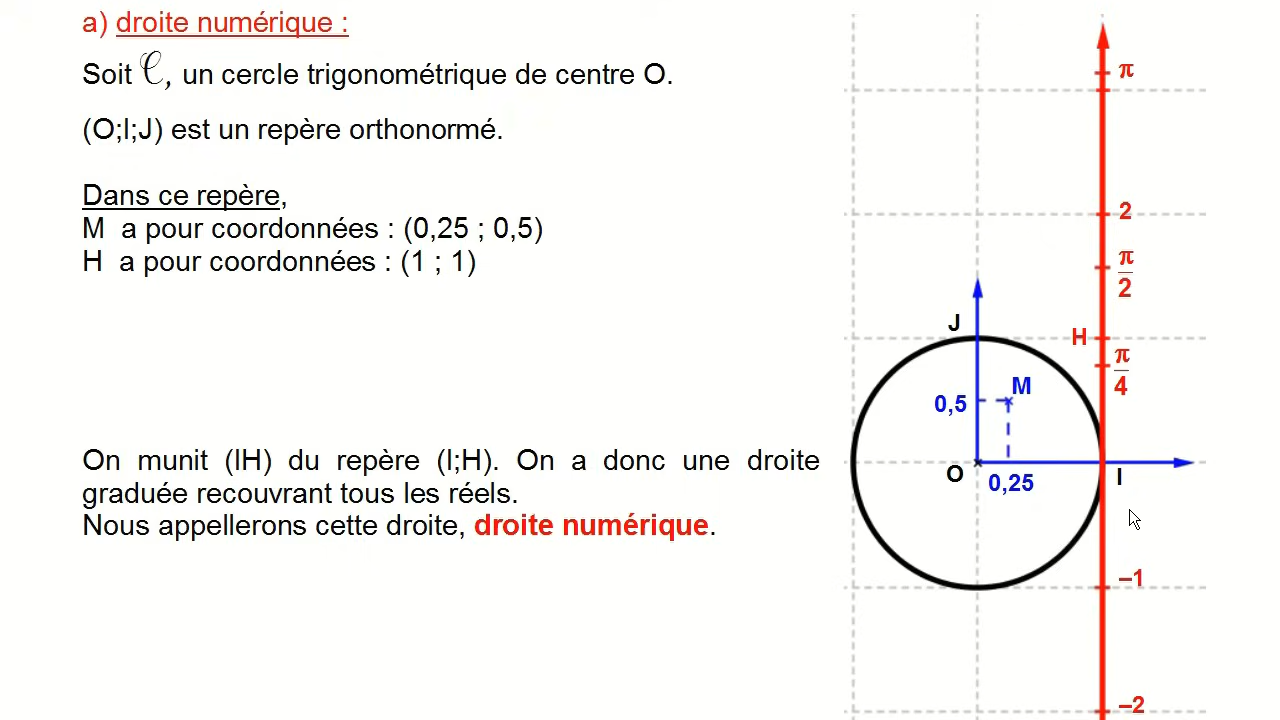 a) droite numérique :
Soit 𝒞, un cercle trigonométrique de centre O.
(O;I;J) est un repère orthonormé.
Dans ce repère,
M a pour coordonnées : (0,25 ; 0,5)
H a pour coordonnées : (1 ; 1)
On munit (IH) du repère (I;H). On a donc une droite
graduée recouvrant tous les réels.
Nous appellerons cette droite, droite numérique.
π
2
π
2
J
H
π
4
M
0,5
O
0,25
I
–1
–2